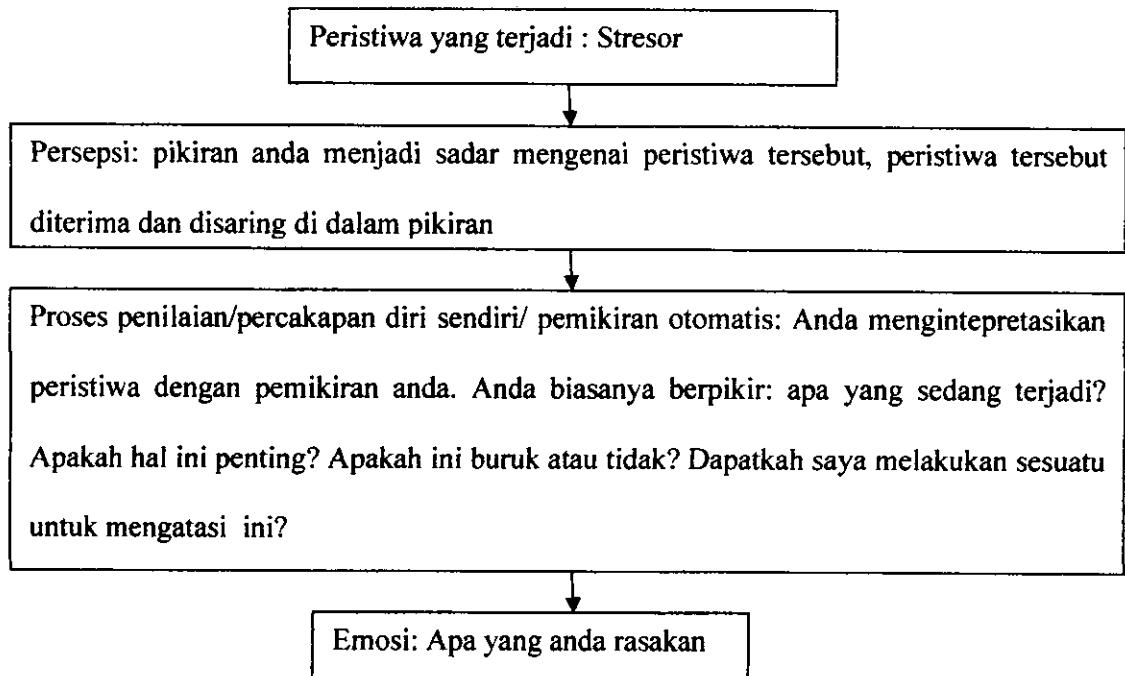 Peristiwa yang terjadi : Stresor
Persepsi: pikiran anda menjadi sadar mengenai peristiwa tersebut, peristiwa tersebut
diterima dan disaring di dalam pikiran
Proses penilaian/percakapan diri sendiri/ pemikiran otomatis: Anda mengintepretasikan
peristiwa dengan pemikiran anda. Anda biasanya berpikir: apa yang sedang terjadi?
Apakah hal ini penting? Apakah ini buruk atau tidak? Dapatkah saya melakukan sesuatu
untuk mengatasi ini?
Emosi: Apa yang anda rasakan